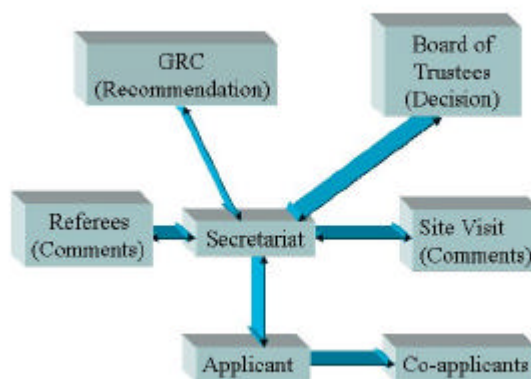 GRC
(Recommendation)
Board of
Trustees
(Decision)
Referees
(Comments)
Secretariat
Site Visit
(Comments)
Applicant
Co-applicants